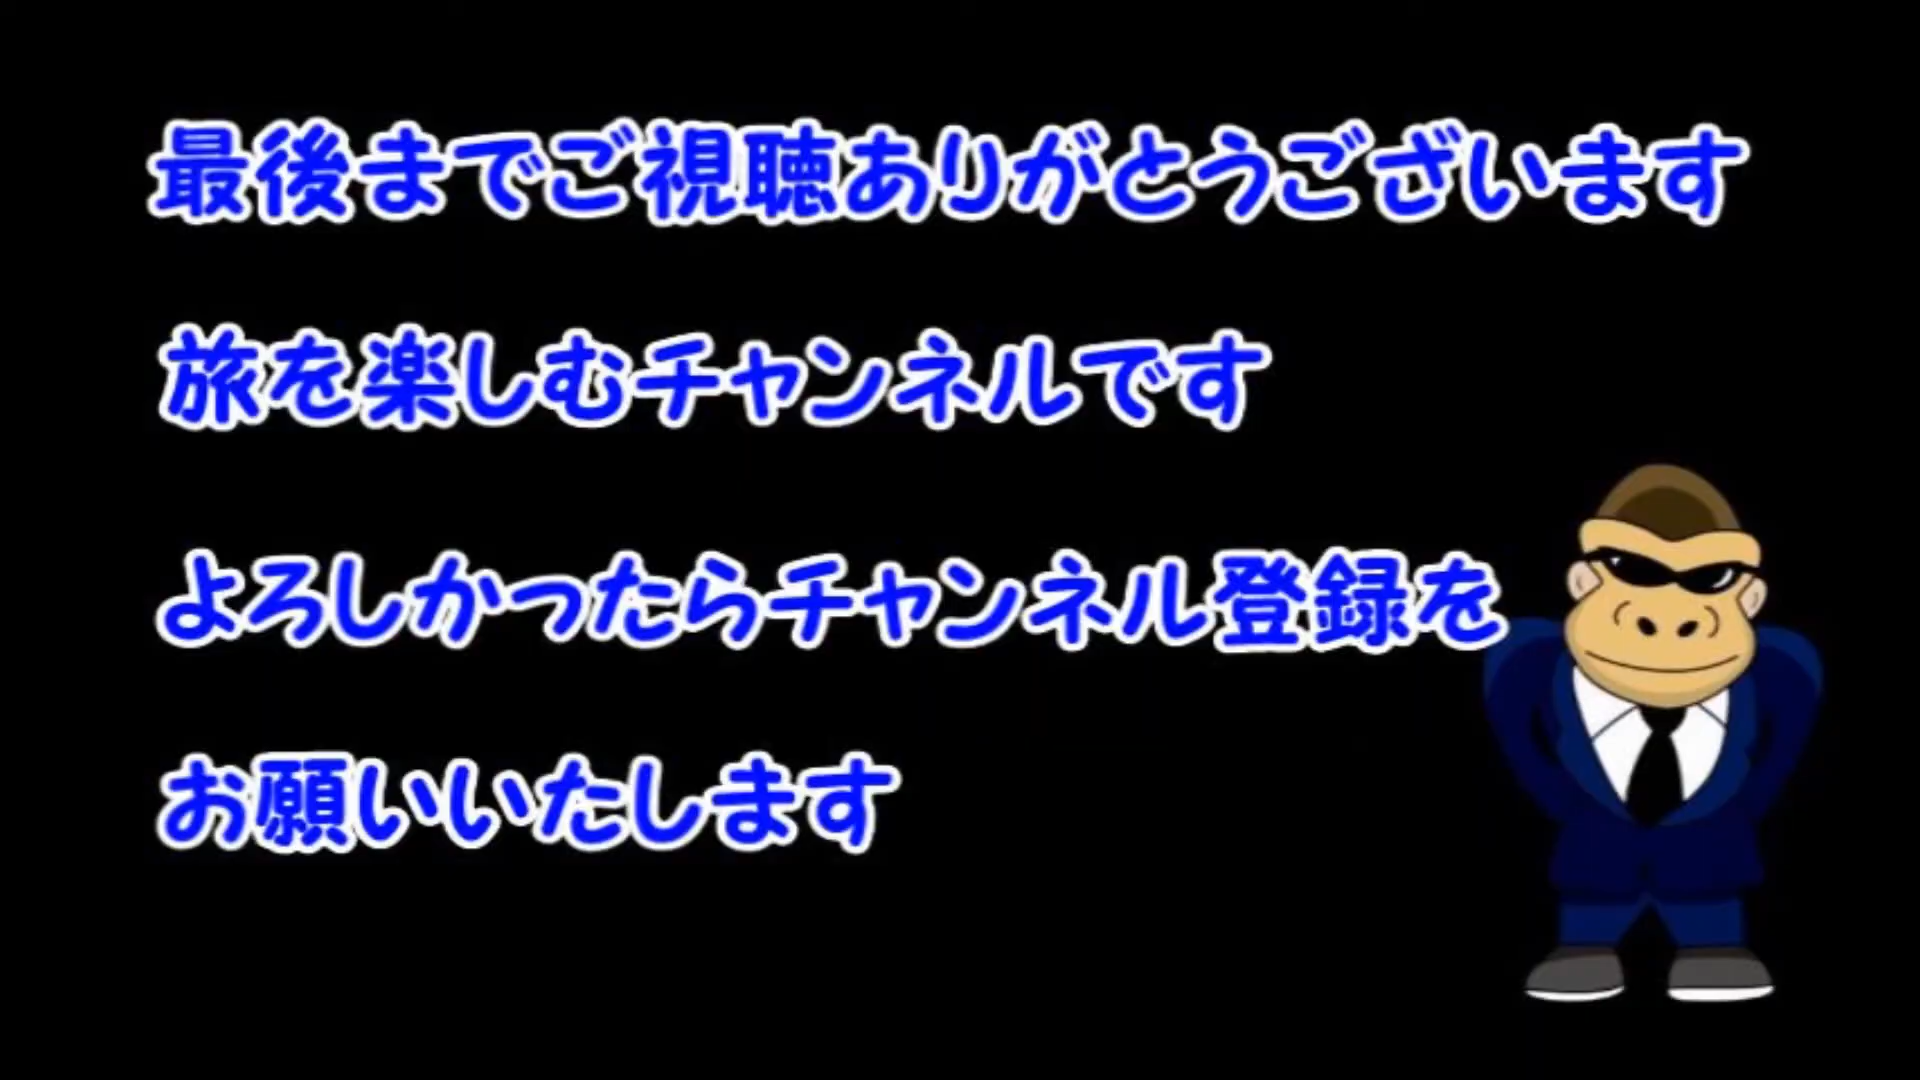 最後までご視聴ありがとうございます
旅を楽しむチャンネルです
よろしかったらチャンネル登録を
お願いいたします